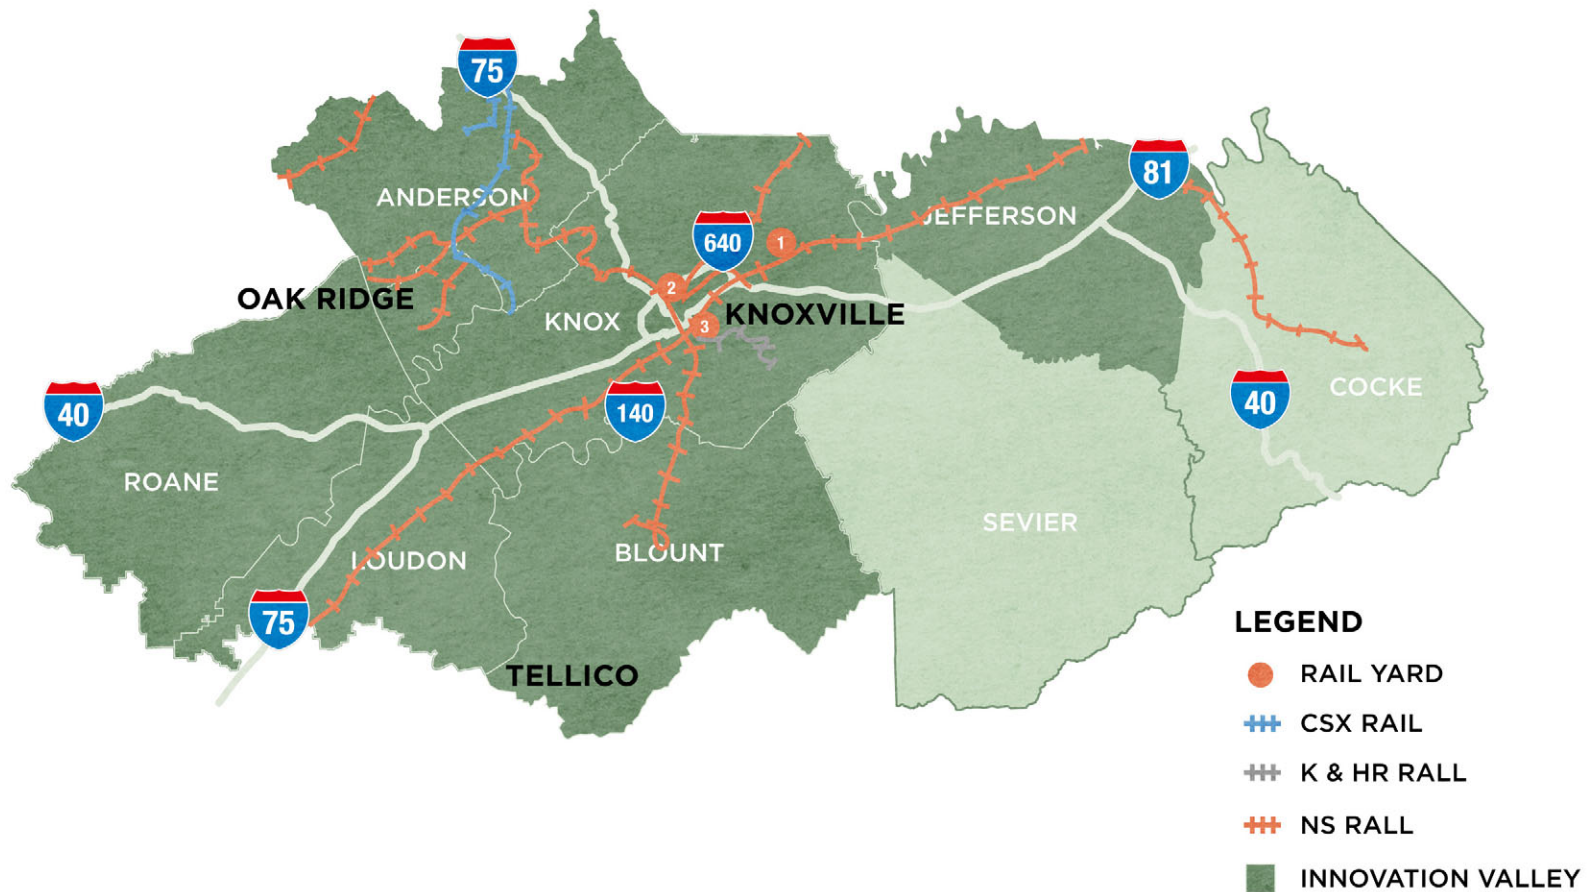 75
81
ANDERSON
JEFFERSON
640
1
2
OAK RIDGE
KNOX
KNOXVILLE
3
40
140
40
COCKE
ROANE
SEVIER
LOUDON
BLOUNT
75
TELLICO
LEGEND
RAIL YARD
CSX RAIL
K & HR RALL
NS RALL
INNOVATION VALLEY